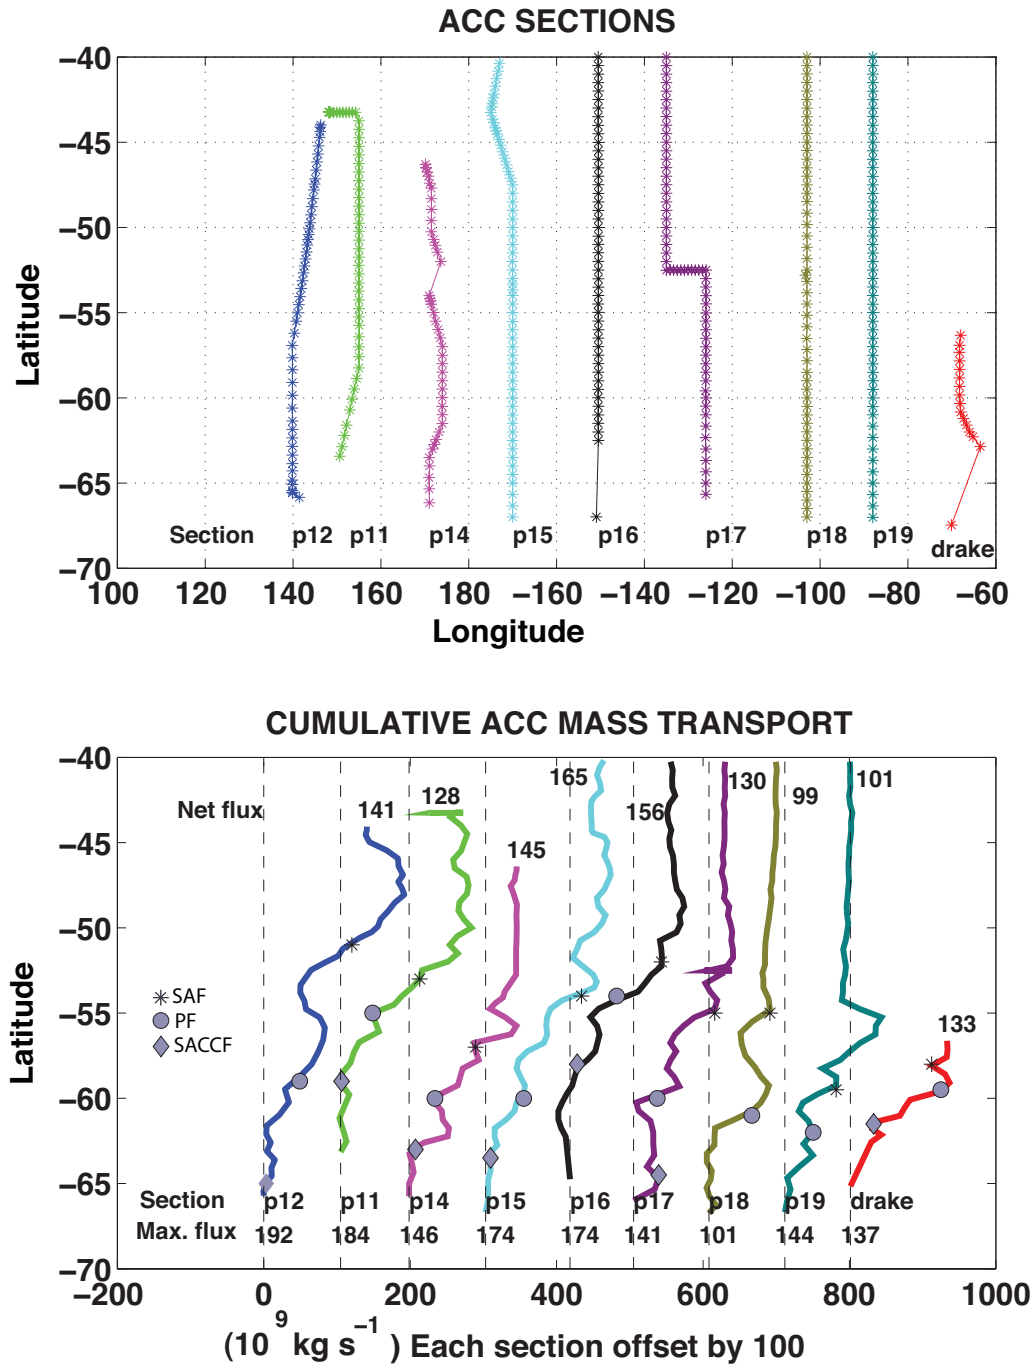 ACC SECTIONS
−40
−45
−50
−55
−60
−65
−70
Latitude
Section p12 p11 p14 p15 p16 p17 p18 p19 drake
100 120 140 160 180 −160 −140 −120 −100 −80 −60
Longitude
CUMULATIVE ACC MASS TRANSPORT
−40
−45
−50
−55
−60
−65
−70
Latitude
Net flux 141 128 145 165 156 130 99 101 133
SAF
PF
SACCF
Section p12 p11 p14 p15 p16 p17 p18 p19 drake
Max. flux 192 184 146 174 174 141 101 144 137
−200 0 200 400 600 800 1000
(10^9 kg s^−1 ) Each section offset by 100